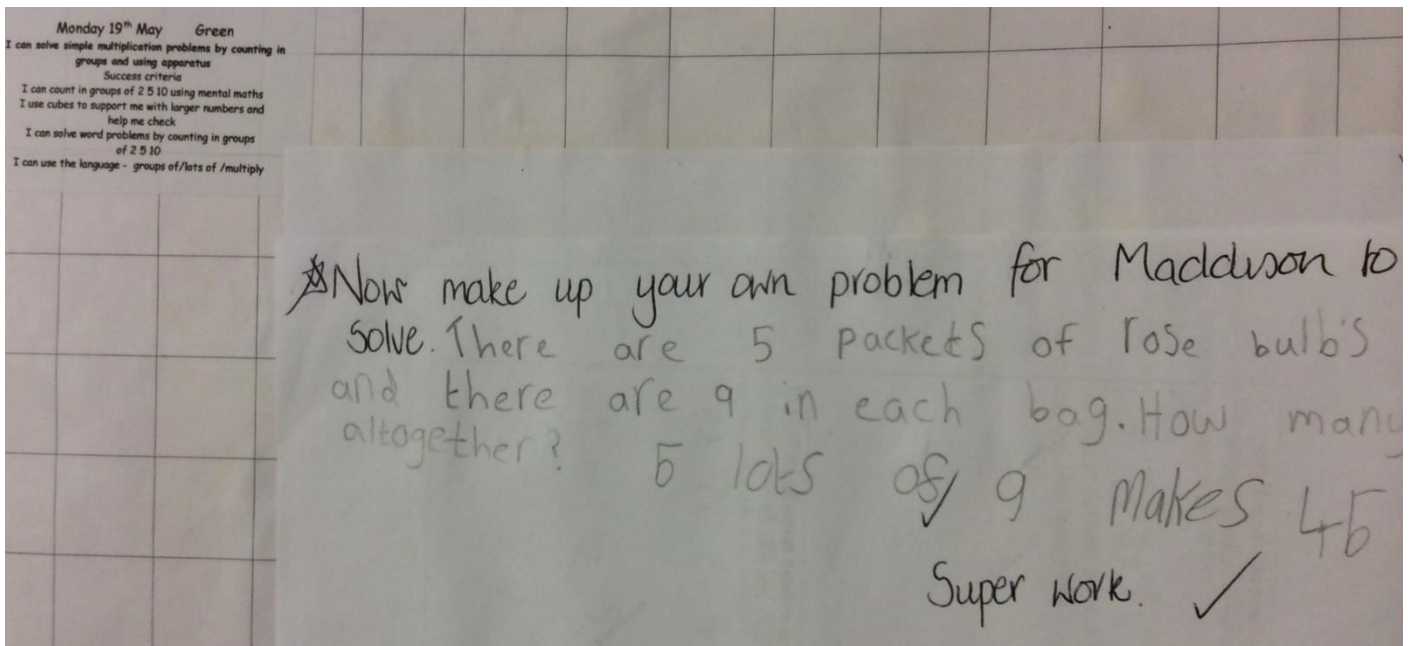 Monday 19th May Green
I can solve simple multiplication problems by counting in
groups and using apparatus
Success criteria
I can count in groups of 2 5 10 using mental maths
I use cubes to support me with larger numbers and
help me check
I can solve word problems by counting in groups
of 2 5 10
I can use the language - groups of/lots of /multiply
Now make up your own problem for Maddison to
solve. There are 5 packets of rose bulb's
and there are 9 in each bag. How many
altogether? 5 lots of 9 makes 45
Super work. ✓